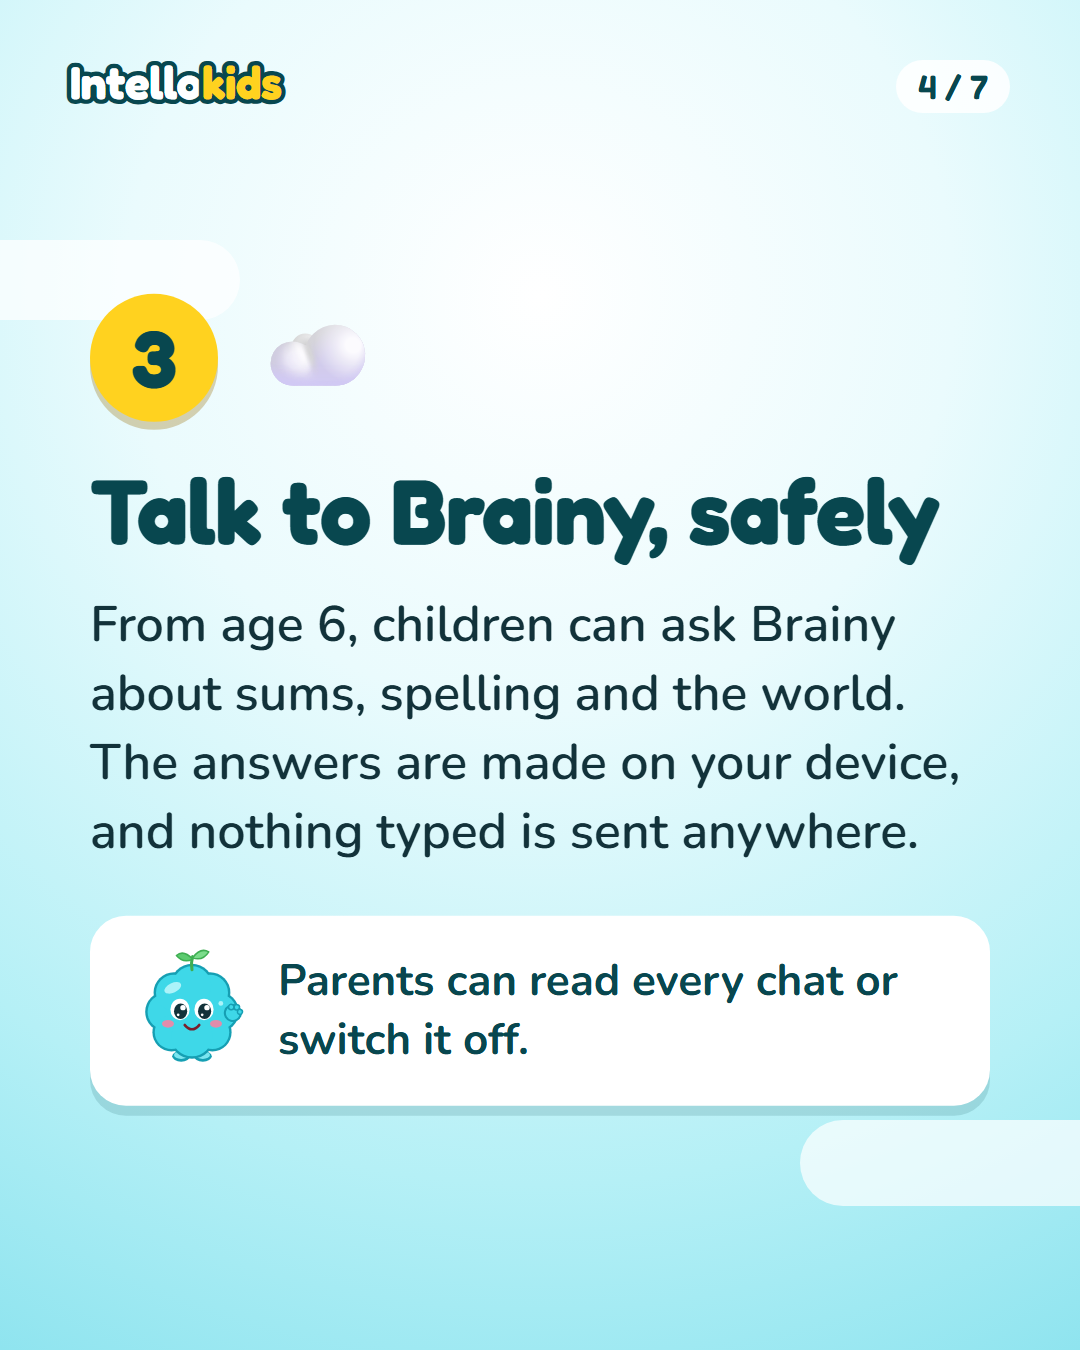 Intellokids
4 / 7
3
Talk to Brainy, safely
From age 6, children can ask Brainy
about sums, spelling and the world.
The answers are made on your device,
and nothing typed is sent anywhere.
Parents can read every chat or
switch it off.